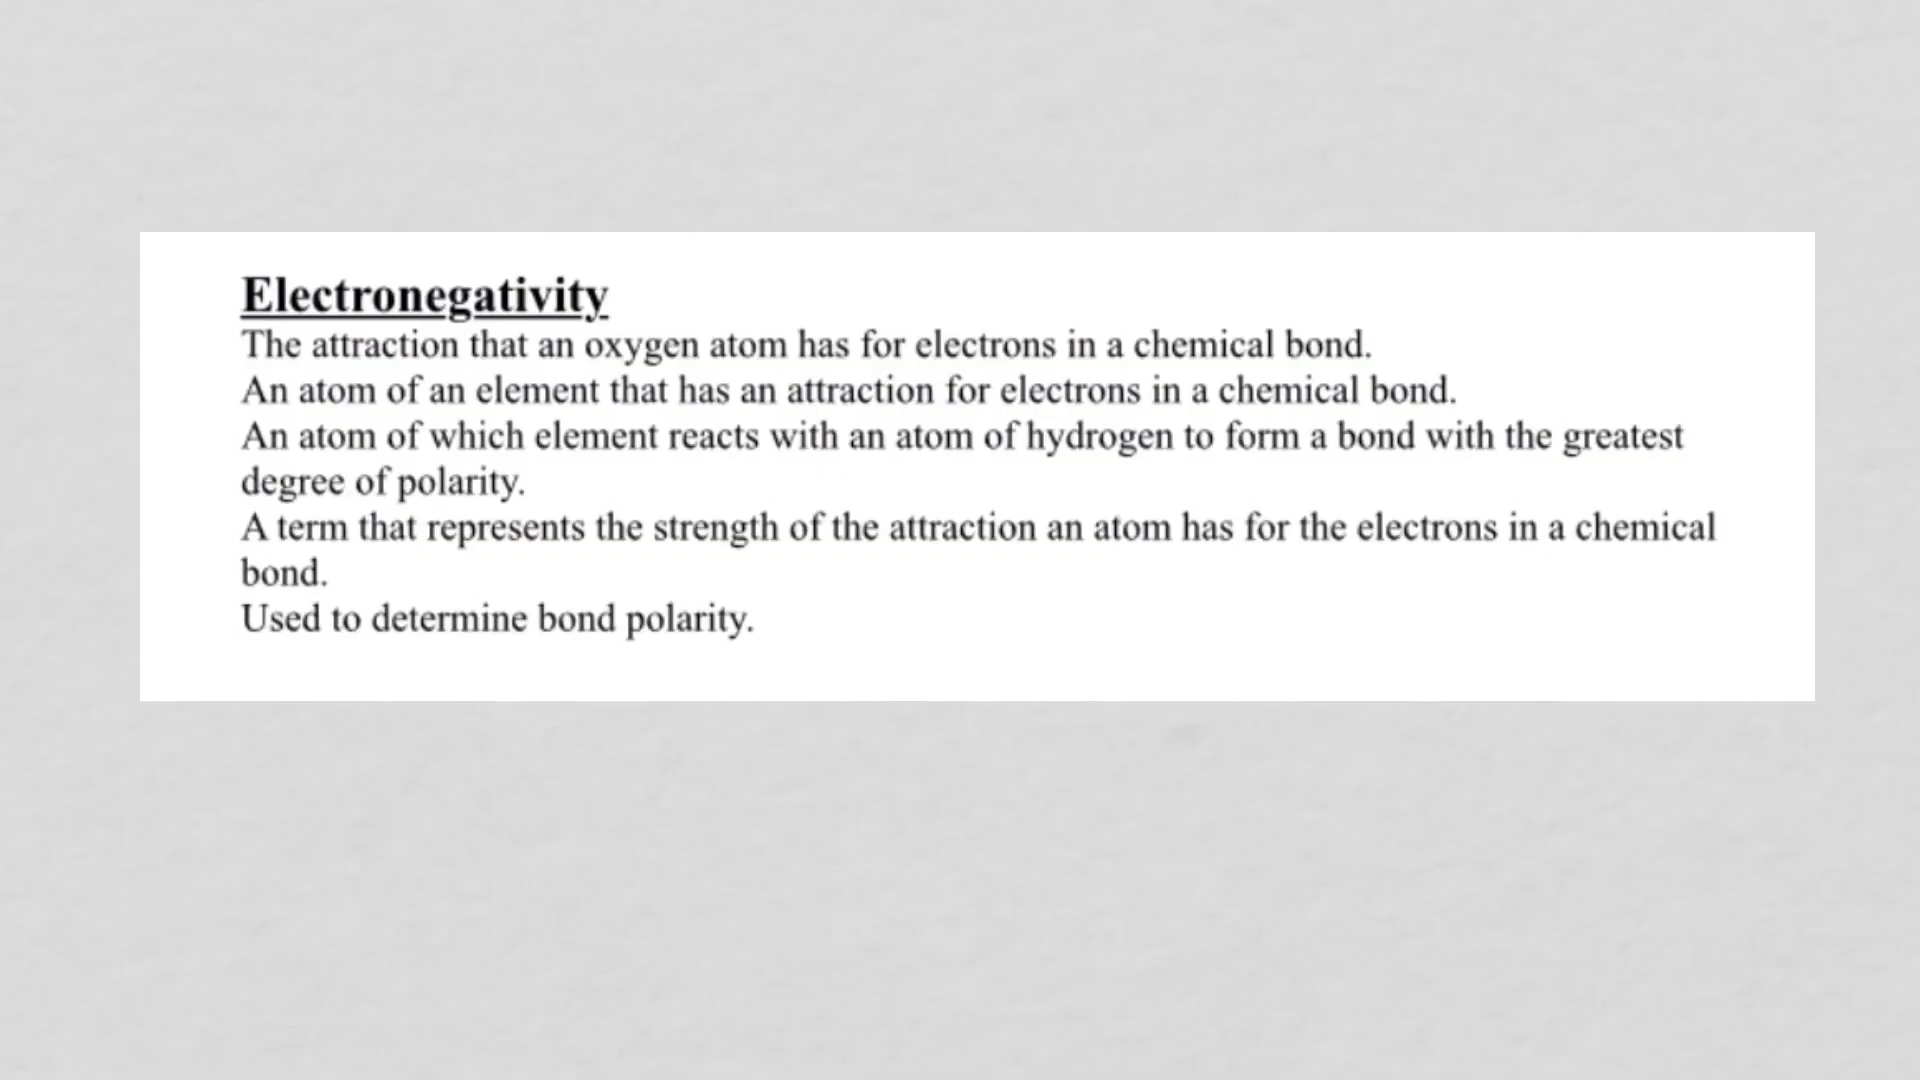 Electronegativity
The attraction that an oxygen atom has for electrons in a chemical bond.
An atom of an element that has an attraction for electrons in a chemical bond.
An atom of which element reacts with an atom of hydrogen to form a bond with the greatest
degree of polarity.
A term that represents the strength of the attraction an atom has for the electrons in a chemical
bond.
Used to determine bond polarity.